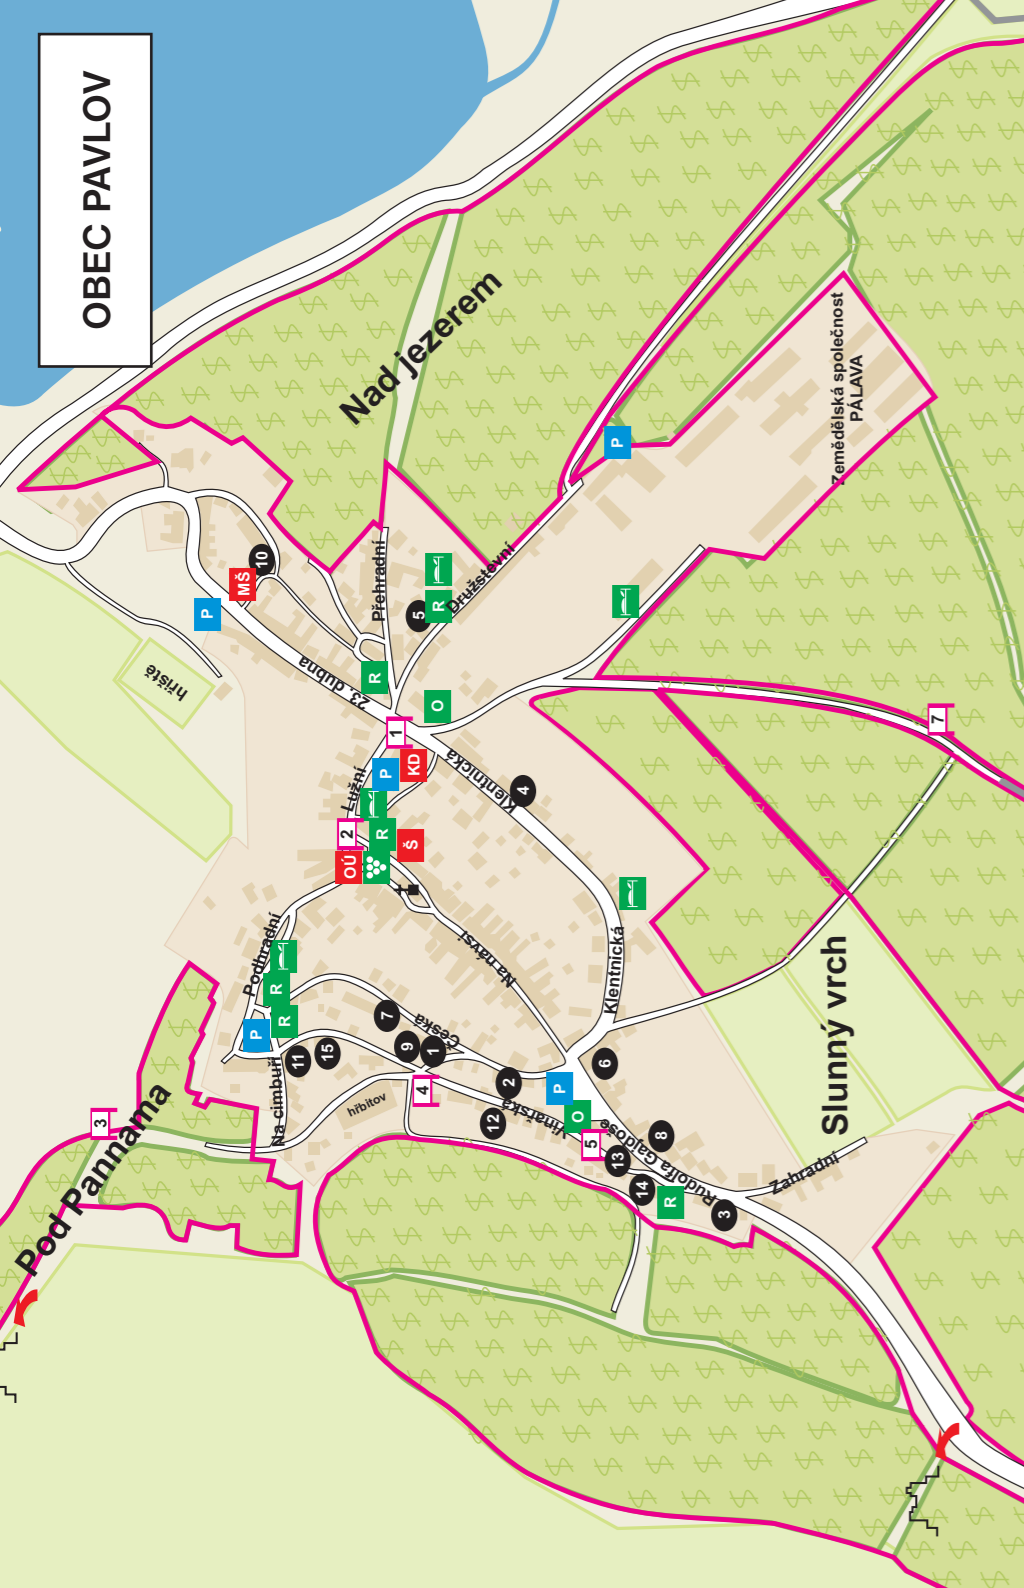 OBEC PAVLOV
Nad jezerem
Zemědělská společnost
PÁLAVA
P
Přehradní
Družstevní
10
MŠ
P
5
R
hřiště
23. dubna
R
O
1
7
KD
P
Lužní
Klentnická
4
2
R
OÚ
Š
Podhradní
Na návsi
Klentnická
R
R
P
7
Česká
9
1
11
15
Na cimbuří
hřbitov
4
2
6
P
O
12
Vinařská
5
13
8
14
Rudolfa Gajdoše
R
3
Zahradní
Slunný vrch
3
Pod Pannama